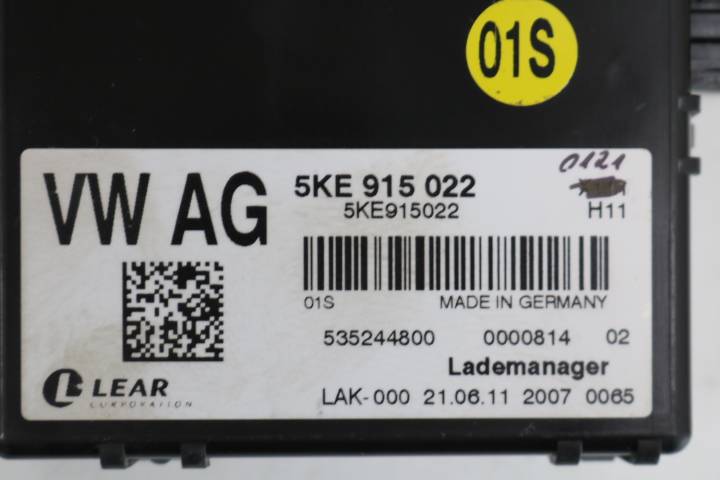 01S
VW AG
5KE 915 022
0121
5KE915022
H11
01S
MADE IN GERMANY
535244800 0000814 02
Lademanager
LEAR
CORPORATION
LAK-000 21.06.11 2007 0065